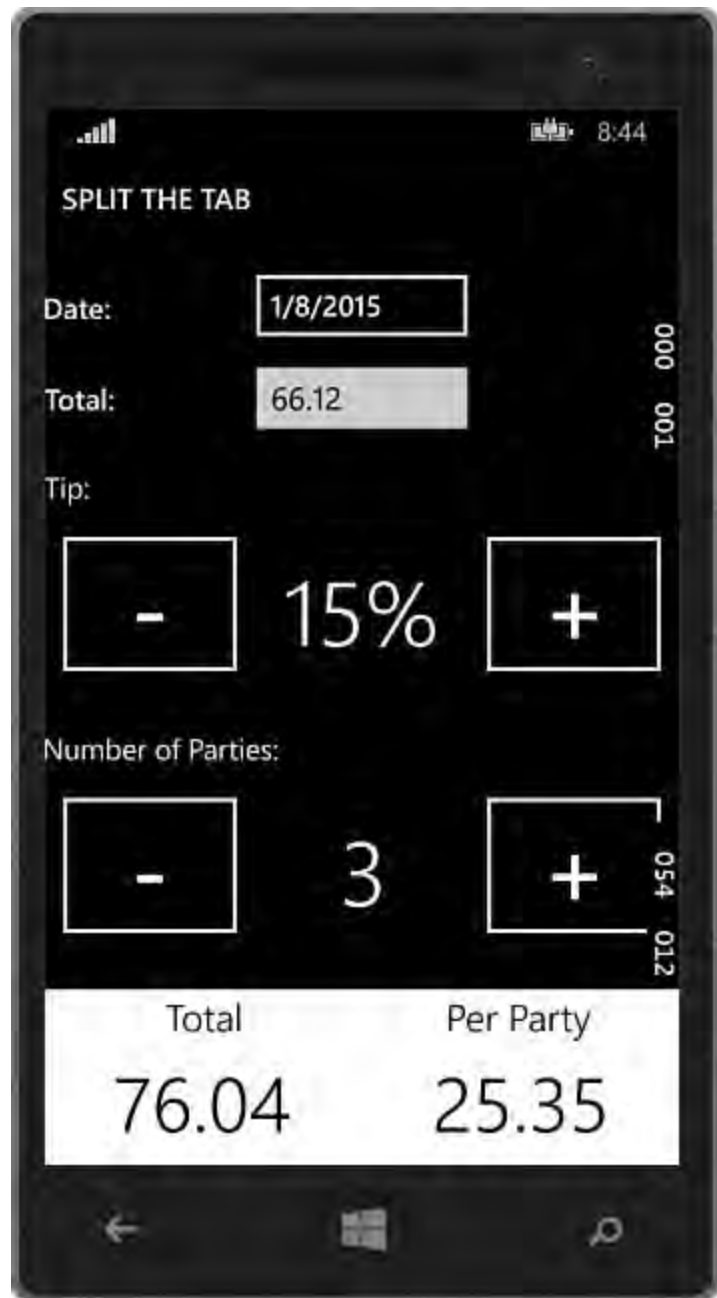 8:44
SPLIT THE TAB
Date: 1/8/2015
000 001
Total: 66.12
Tip:
- 15% +
Number of Parties:
- 3 +
054 012
Total Per Party
76.04 25.35